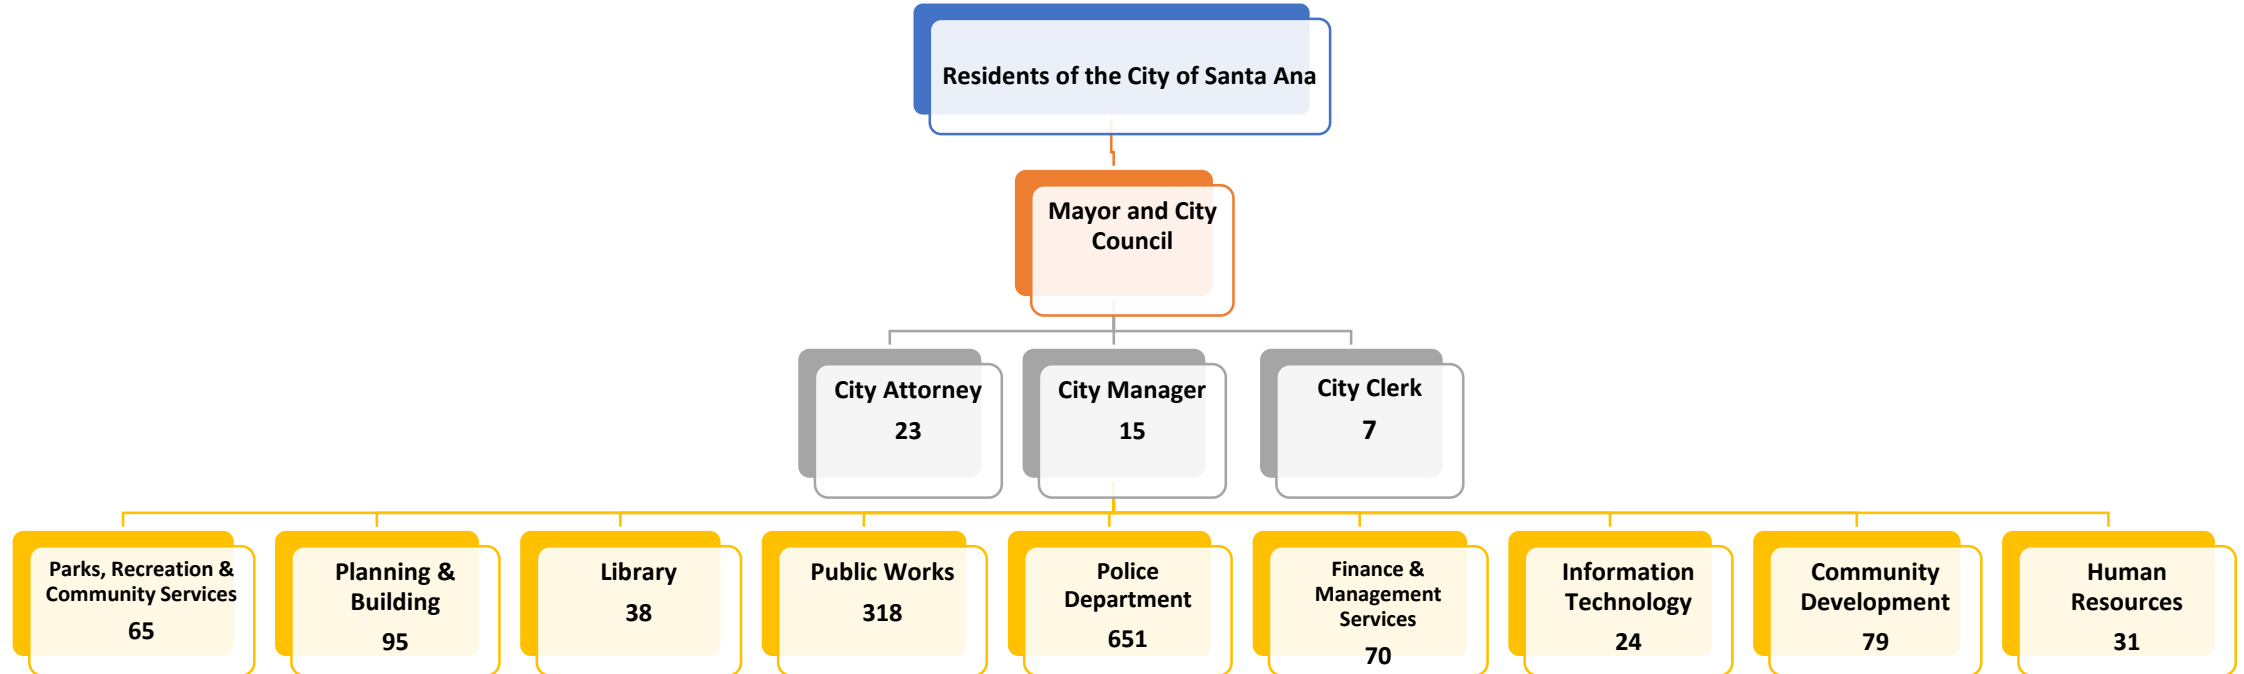 Residents of the City of Santa Ana
Mayor and City
Council
City Attorney
23
City Manager
15
City Clerk
7
Parks, Recreation &
Community Services
65
Planning &
Building
95
Library
38
Public Works
318
Police
Department
651
Finance &
Management
Services
70
Information
Technology
24
Community
Development
79
Human
Resources
31